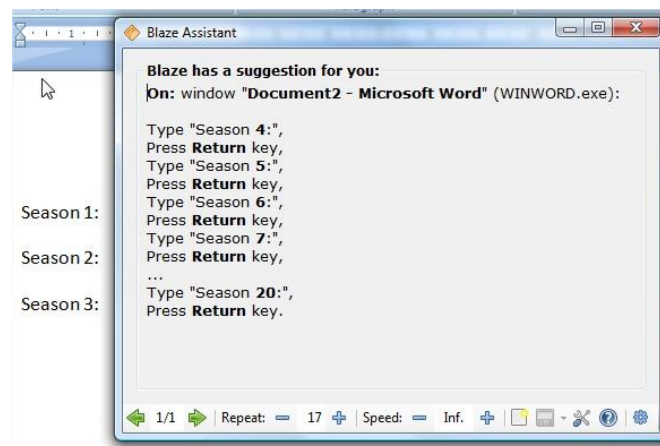 Blaze Assistant
Blaze has a suggestion for you:
On: window "Document2 - Microsoft Word" (WINWORD.exe):
Type "Season 4:",
Press Return key,
Type "Season 5:",
Press Return key,
Type "Season 6:",
Press Return key,
Type "Season 7:",
Press Return key,
...
Type "Season 20:",
Press Return key.
Season 1:
Season 2:
Season 3:
1/1 Repeat: 17 Speed: Inf.